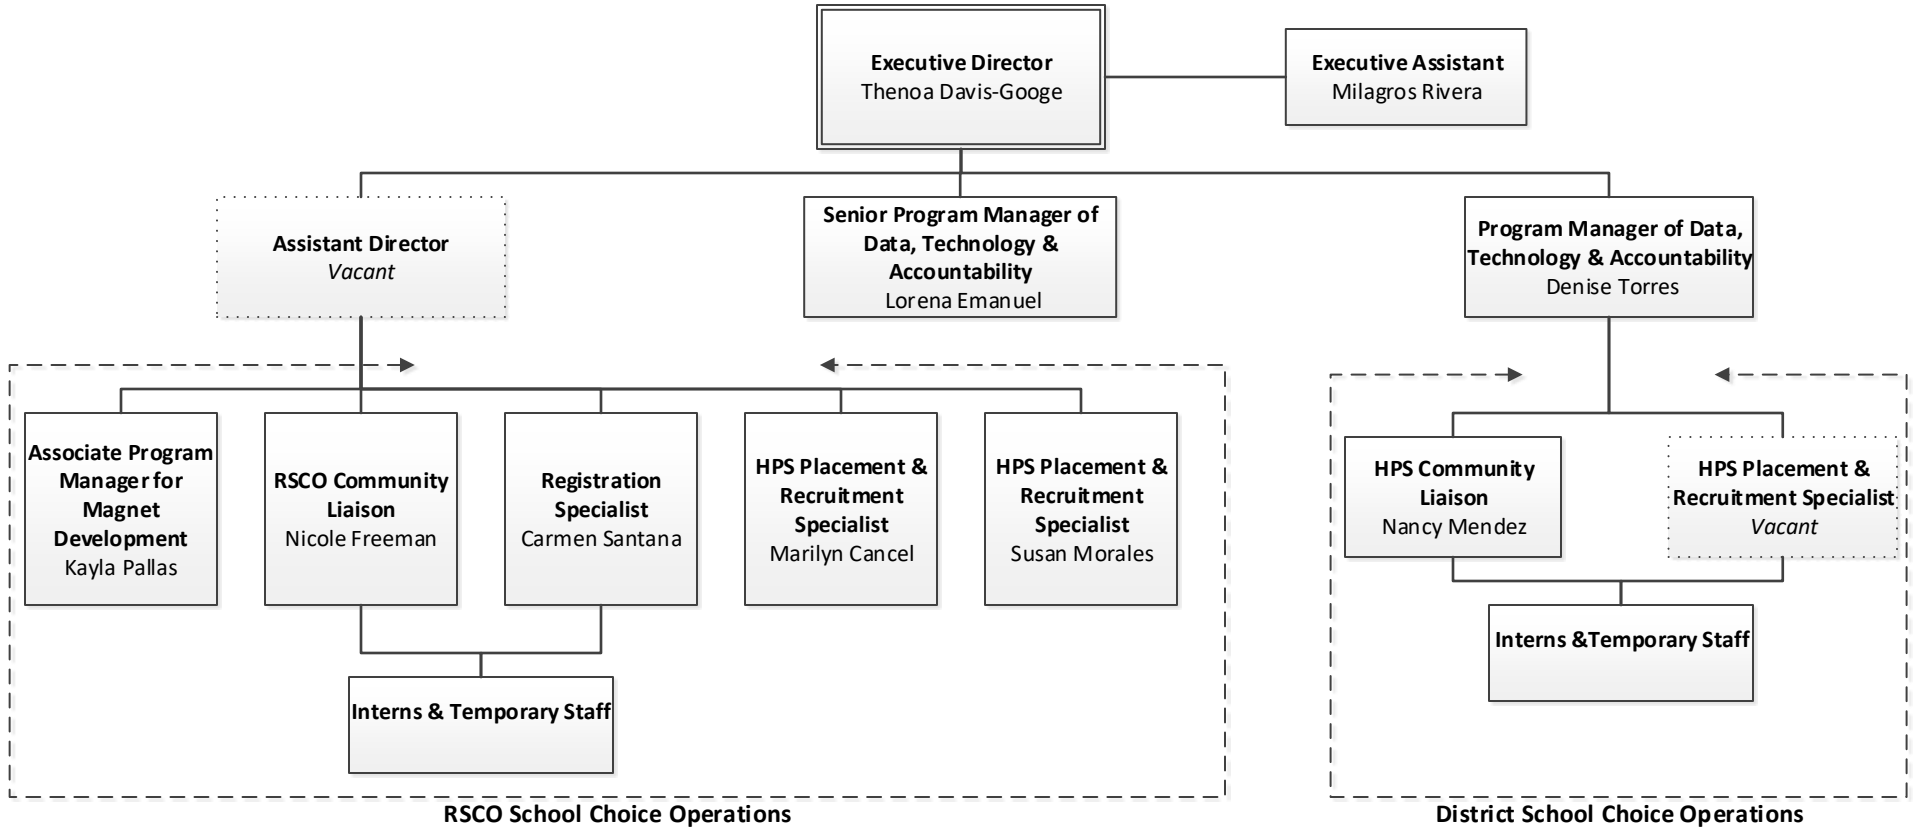 Executive Director
Thenoa Davis-Googe
Executive Assistant
Milagros Rivera
Assistant Director
Vacant
Senior Program Manager of
Data, Technology &
Accountability
Lorena Emanuel
Program Manager of Data,
Technology & Accountability
Denise Torres
Associate Program
Manager for
Magnet
Development
Kayla Pallas
RSCO Community
Liaison
Nicole Freeman
Registration
Specialist
Carmen Santana
HPS Placement &
Recruitment
Specialist
Marilyn Cancel
HPS Placement &
Recruitment
Specialist
Susan Morales
HPS Community
Liaison
Nancy Mendez
HPS Placement &
Recruitment Specialist
Vacant
Interns & Temporary Staff
Interns &Temporary Staff
RSCO School Choice Operations
District School Choice Operations